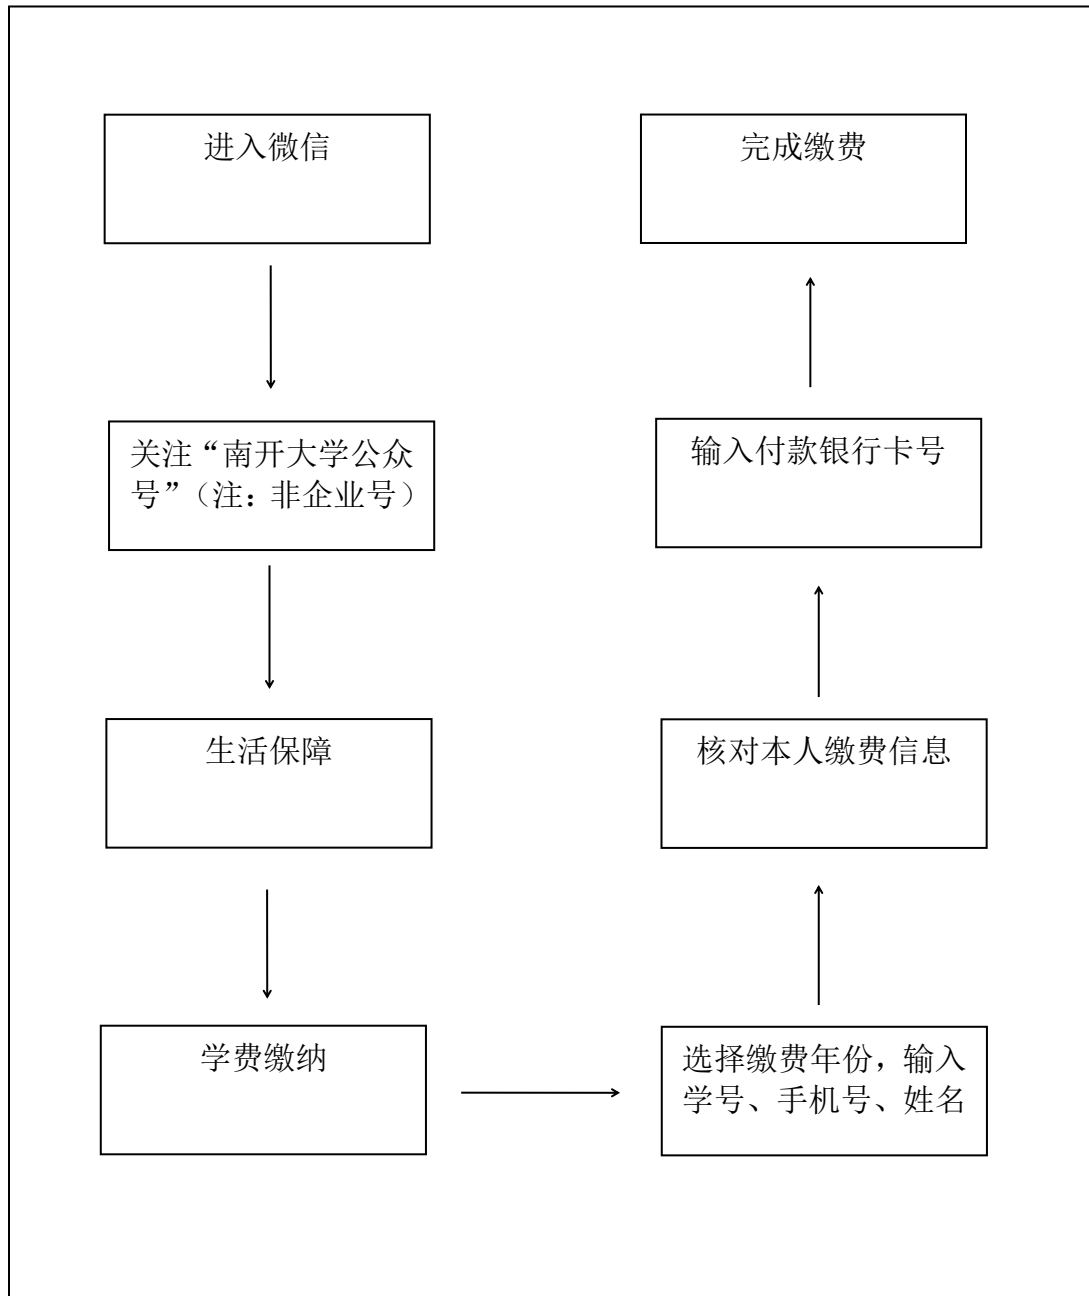 进入微信
关注“南开大学公众
号”（注：非企业号）
生活保障
学费缴纳
选择缴费年份，输入
学号、手机号、姓名
核对本人缴费信息
输入付款银行卡号
完成缴费